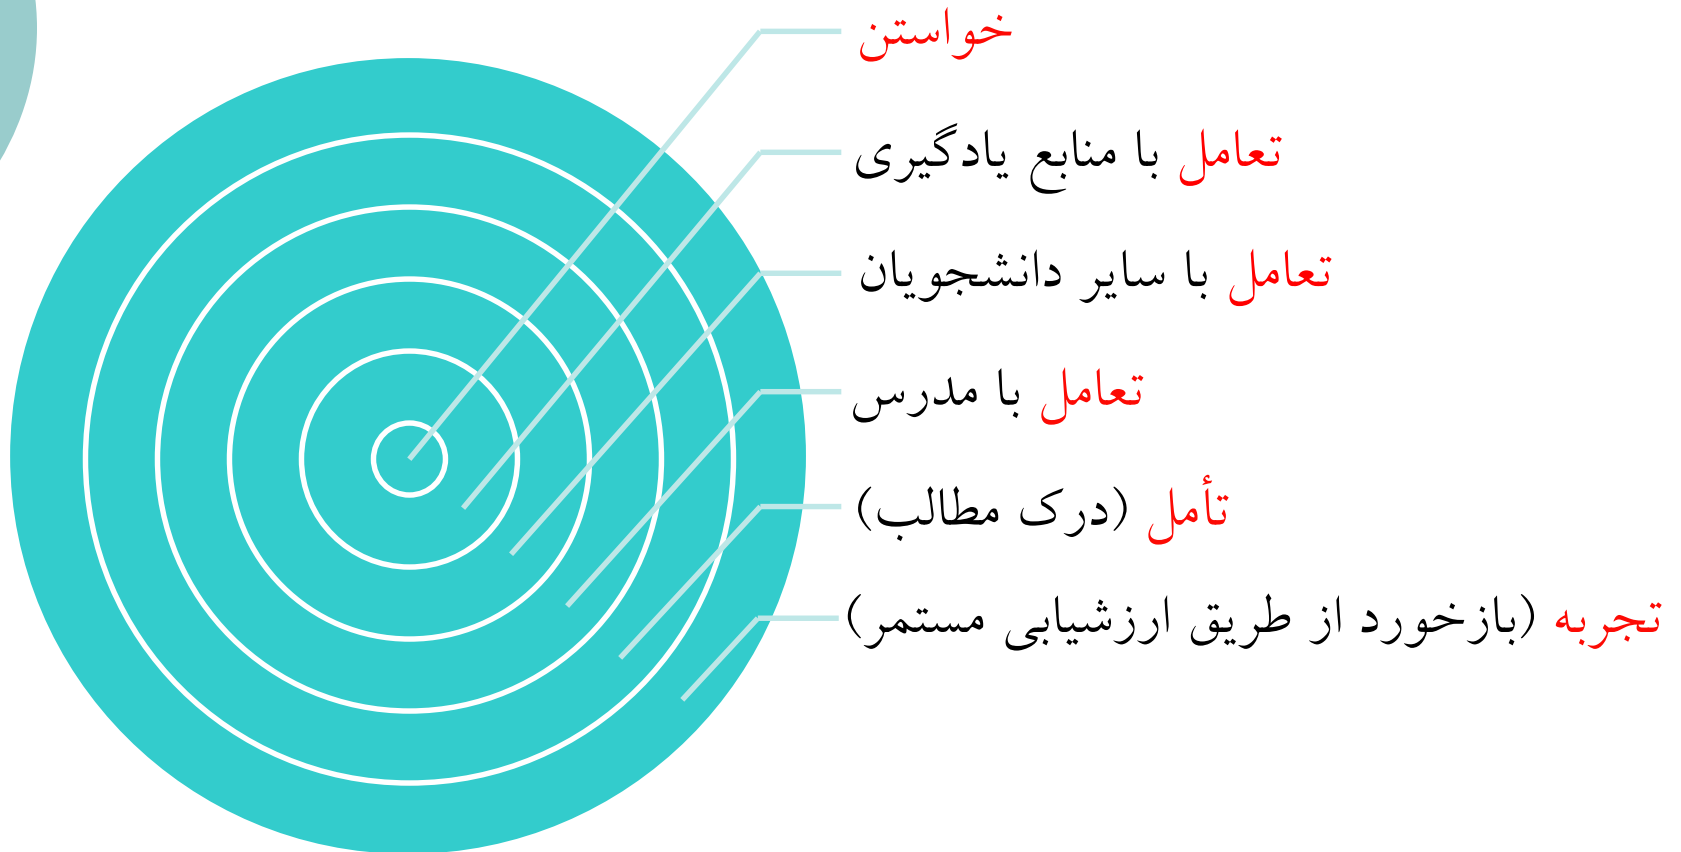 خواستن
تعامل با منابع یادگیری
تعامل با سایر دانشجویان
تعامل با مدرس
تأمل (درک مطالب)
تجربه (بازخورد از طریق ارزشیابی مستمر)